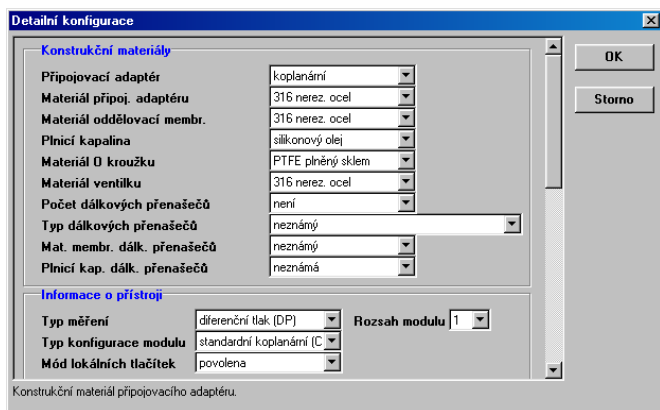 Detailní konfigurace
Konstrukční materiály
OK
Připojovací adaptér koplanární
Materiál připoj. adaptéru 316 nerez. ocel
Storno
Materiál oddělovací membr. 316 nerez. ocel
Plnicí kapalina silikonový olej
Materiál O kroužku PTFE plněný sklem
Materiál ventilku 316 nerez. ocel
Počet dálkových přenašečů není
Typ dálkových přenašečů neznámý
Mat. membr. dálk. přenašečů neznámý
Plnicí kap. dálk. přenašečů neznámá
Informace o přístroji
Typ měření diferenční tlak (DP) Rozsah modulu 1
Typ konfigurace modulu standardní koplanární (C
Mód lokálních tlačítek povolena
Konstrukční materiál připojovacího adaptéru.